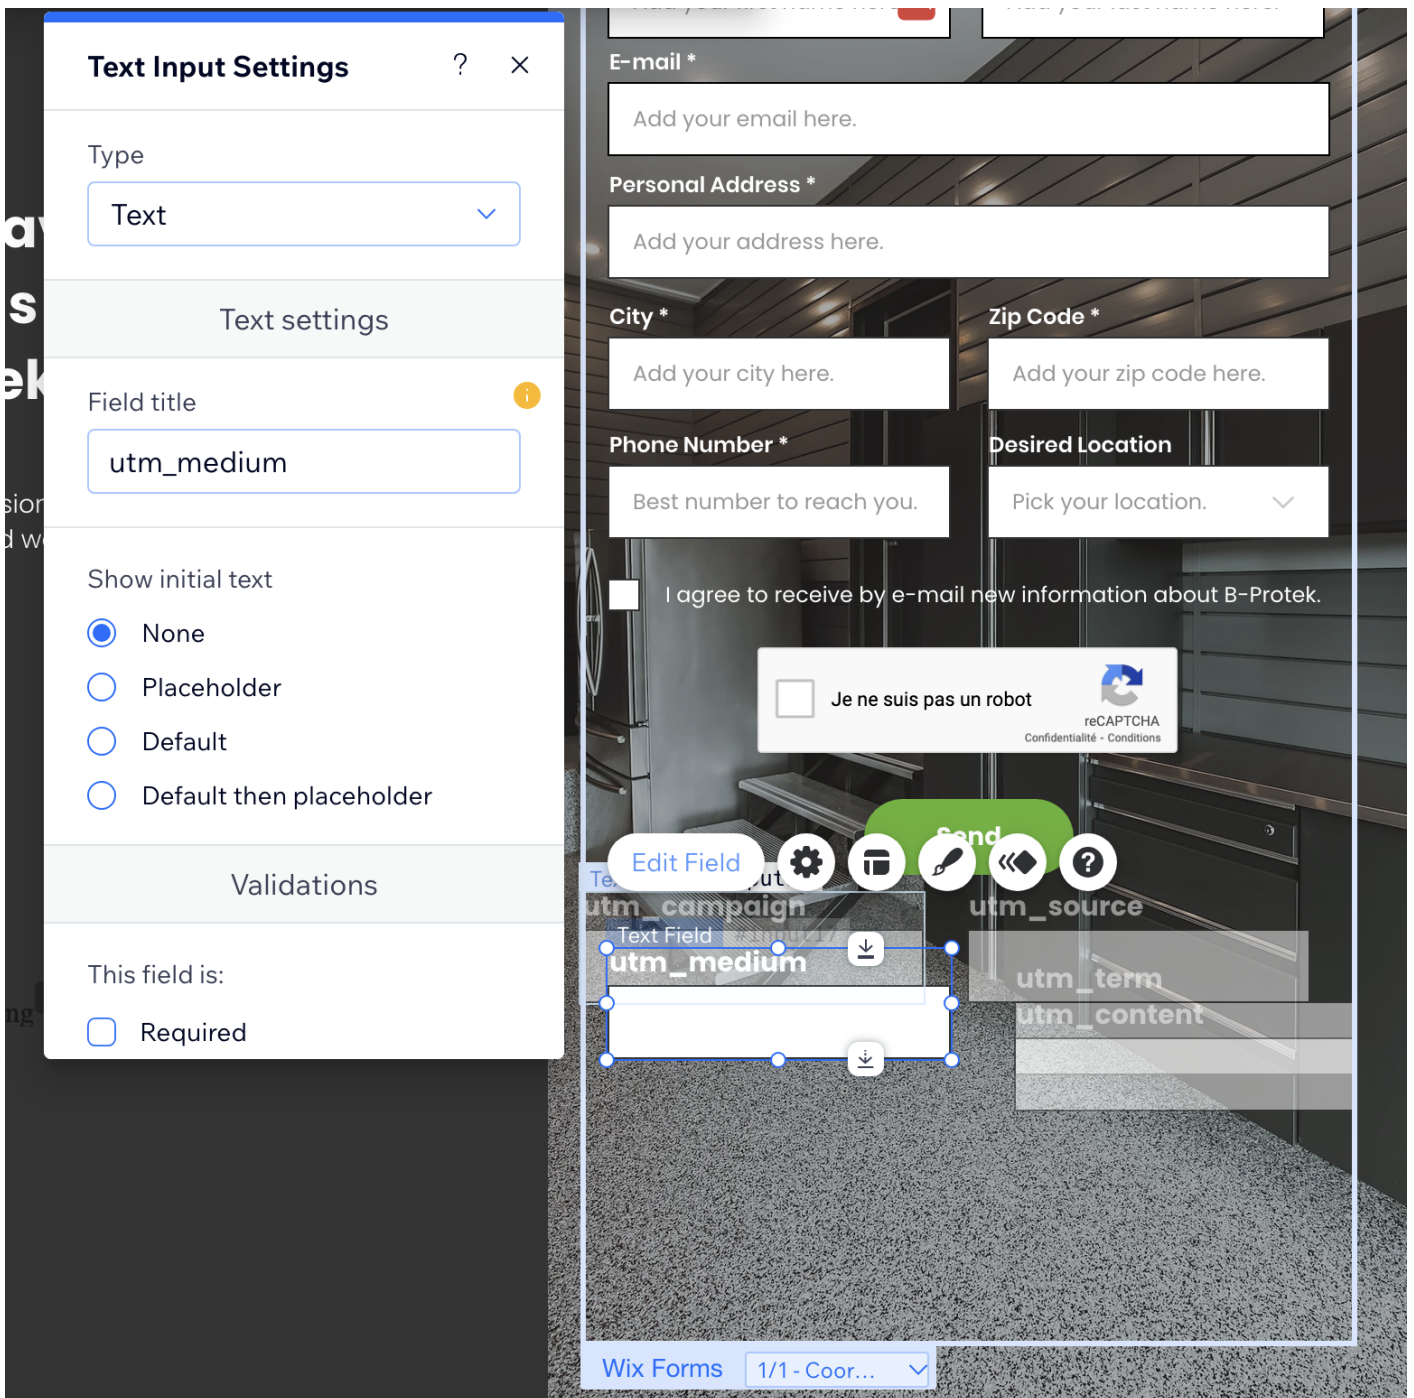 Text Input Settings
?
Type
Text
Text settings
Field title
utm_medium
Show initial text
None
Placeholder
Default
Default then placeholder
Validations
This field is:
Required
E-mail *
Add your email here.
Personal Address *
Add your address here.
City *
Zip Code *
Add your city here.
Add your zip code here.
Phone Number *
Desired Location
Best number to reach you.
Pick your location.
I agree to receive by e-mail new information about B-Protek.
Je ne suis pas un robot
reCAPTCHA
Confidentialité - Conditions
Send
Edit Field
utm_campaign
utm_source
Text Field
utm_medium
utm_term
utm_content
Wix Forms
1/1 - Coor...